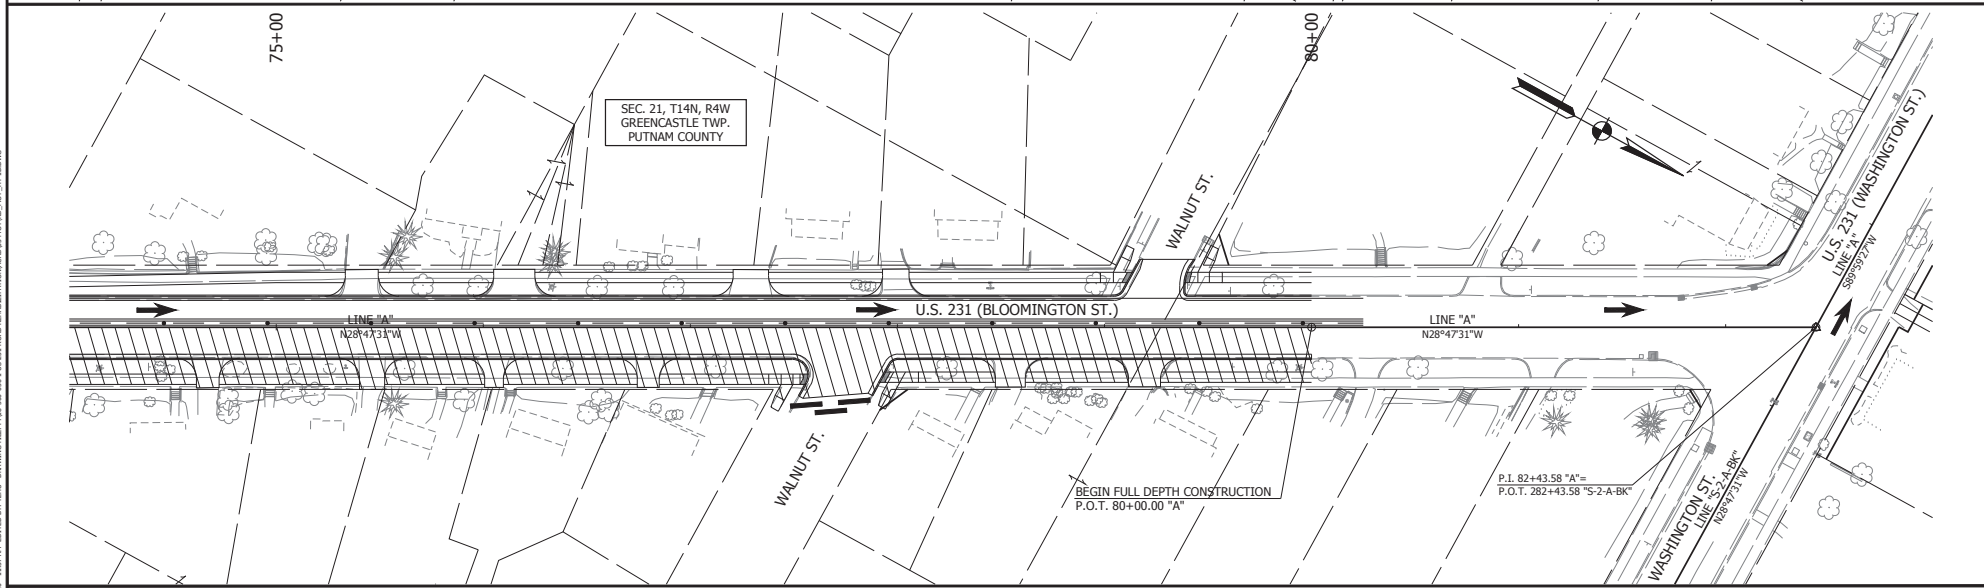 75+00
80+00
SEC. 21, T14N, R4W
GREENCASTLE TWP.
PUTNAM COUNTY
WALNUT ST.
U.S. 231 (WASHINGTON ST.)
LINE "A"
S89°59'27"W
U.S. 231 (BLOOMINGTON ST.)
LINE "A"
N28°47'31"W
LINE "A"
N28°47'31"W
WALNUT ST.
BEGIN FULL DEPTH CONSTRUCTION
P.O.T. 80+00.00 "A"
P.I. 82+43.58 "A"=
P.O.T. 282+43.58 "S-2-A-BK"
WASHINGTON ST.
LINE "S-2-A-BK"
N28°47'31"W